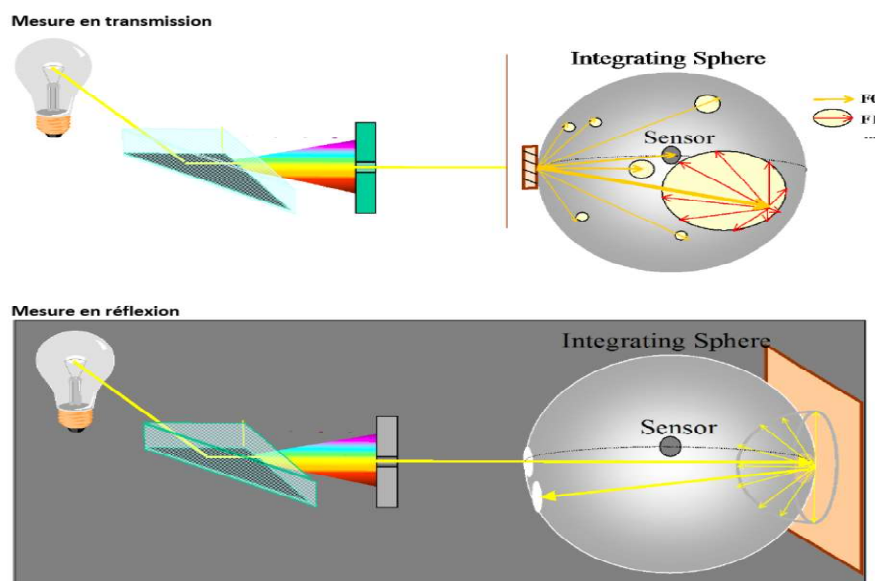 Mesure en transmission
Integrating Sphere
Sensor
Mesure en réflexion
Integrating Sphere
Sensor